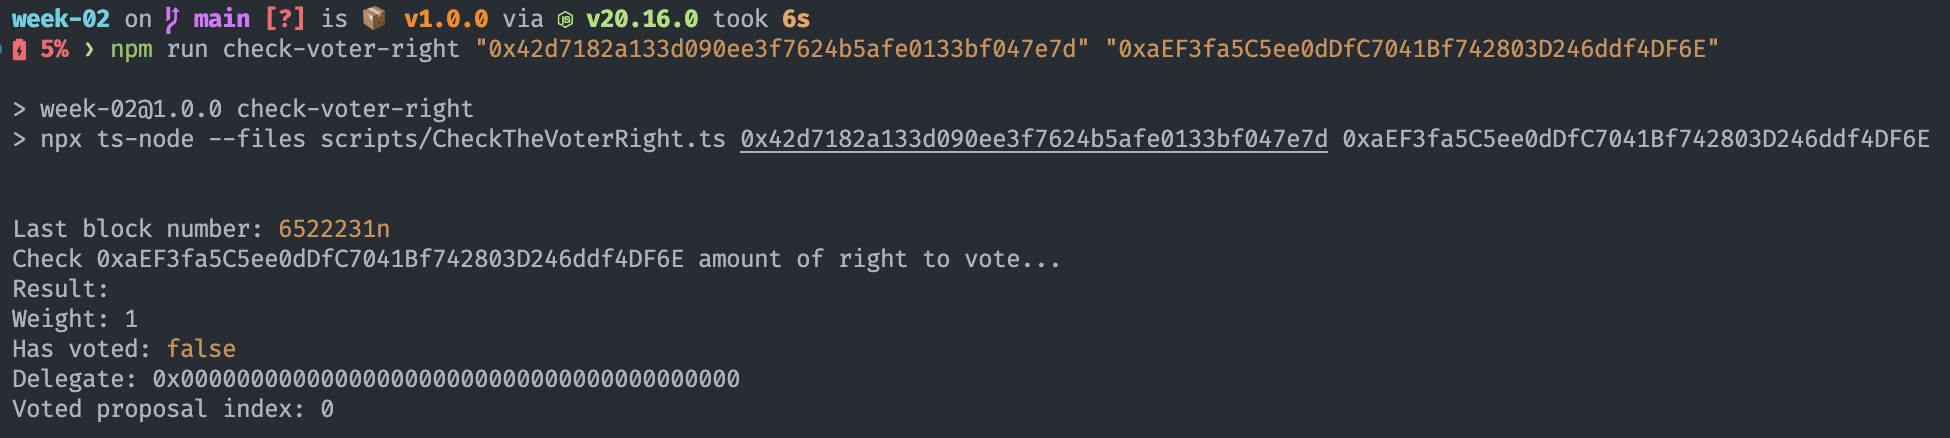 week-02 on main [?] is 📦 v1.0.0 via v20.16.0 took 6s
5% ❯ npm run check-voter-right "0x42d7182a133d090ee3f7624b5afe0133bf047e7d" "0xaEF3fa5C5ee0dDfC7041Bf742803D246ddf4DF6E"
> week-02@1.0.0 check-voter-right
> npx ts-node --files scripts/CheckTheVoterRight.ts 0x42d7182a133d090ee3f7624b5afe0133bf047e7d 0xaEF3fa5C5ee0dDfC7041Bf742803D246ddf4DF6E
Last block number: 6522231n
Check 0xaEF3fa5C5ee0dDfC7041Bf742803D246ddf4DF6E amount of right to vote...
Result:
Weight: 1
Has voted: false
Delegate: 0x0000000000000000000000000000000000000000
Voted proposal index: 0